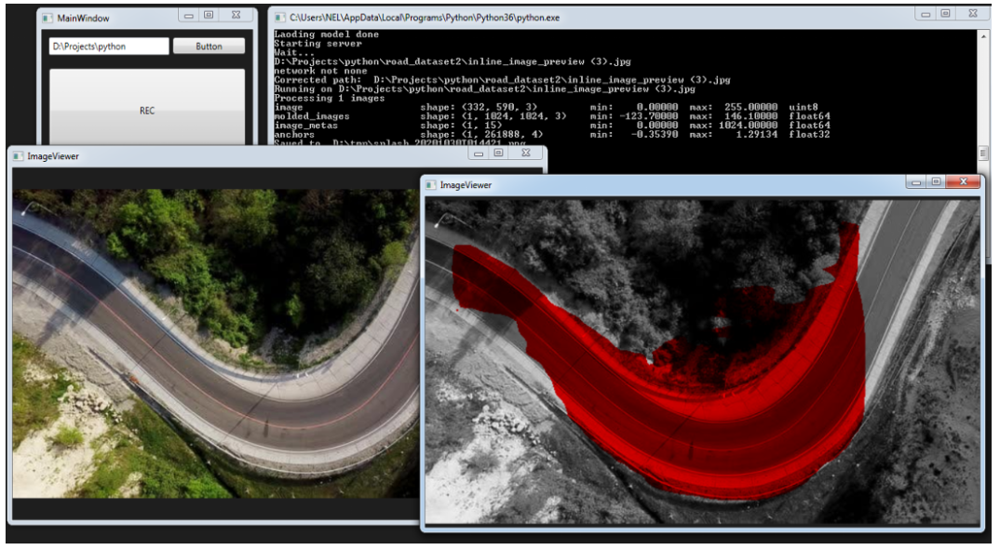 MainWindow
D:\Projects\python
Button
REC
C:\Users\NEL\AppData\Local\Programs\Python\Python36\python.exe
Laoding model done
Starting server
Wait...
D:\Projects\python\road_dataset2\inline_image_preview (3).jpg
network not none
Corrected path:  D:\Projects\python\road_dataset2\inline_image_preview (3).jpg
Running on D:\Projects\python\road_dataset2\inline_image_preview (3).jpg
Processing 1 images
image shape: (332, 590, 3) min: 0.00000 max: 255.00000 uint8
molded_images shape: (1, 1024, 1024, 3) min: -123.70000 max: 146.10000 float64
image_metas shape: (1, 15) min: 0.00000 max: 1024.00000 float64
anchors shape: (1, 261888, 4) min: -0.35390 max: 1.29134 float32
Saved to D:\tmp\splash_20201030T014421.png
ImageViewer
ImageViewer